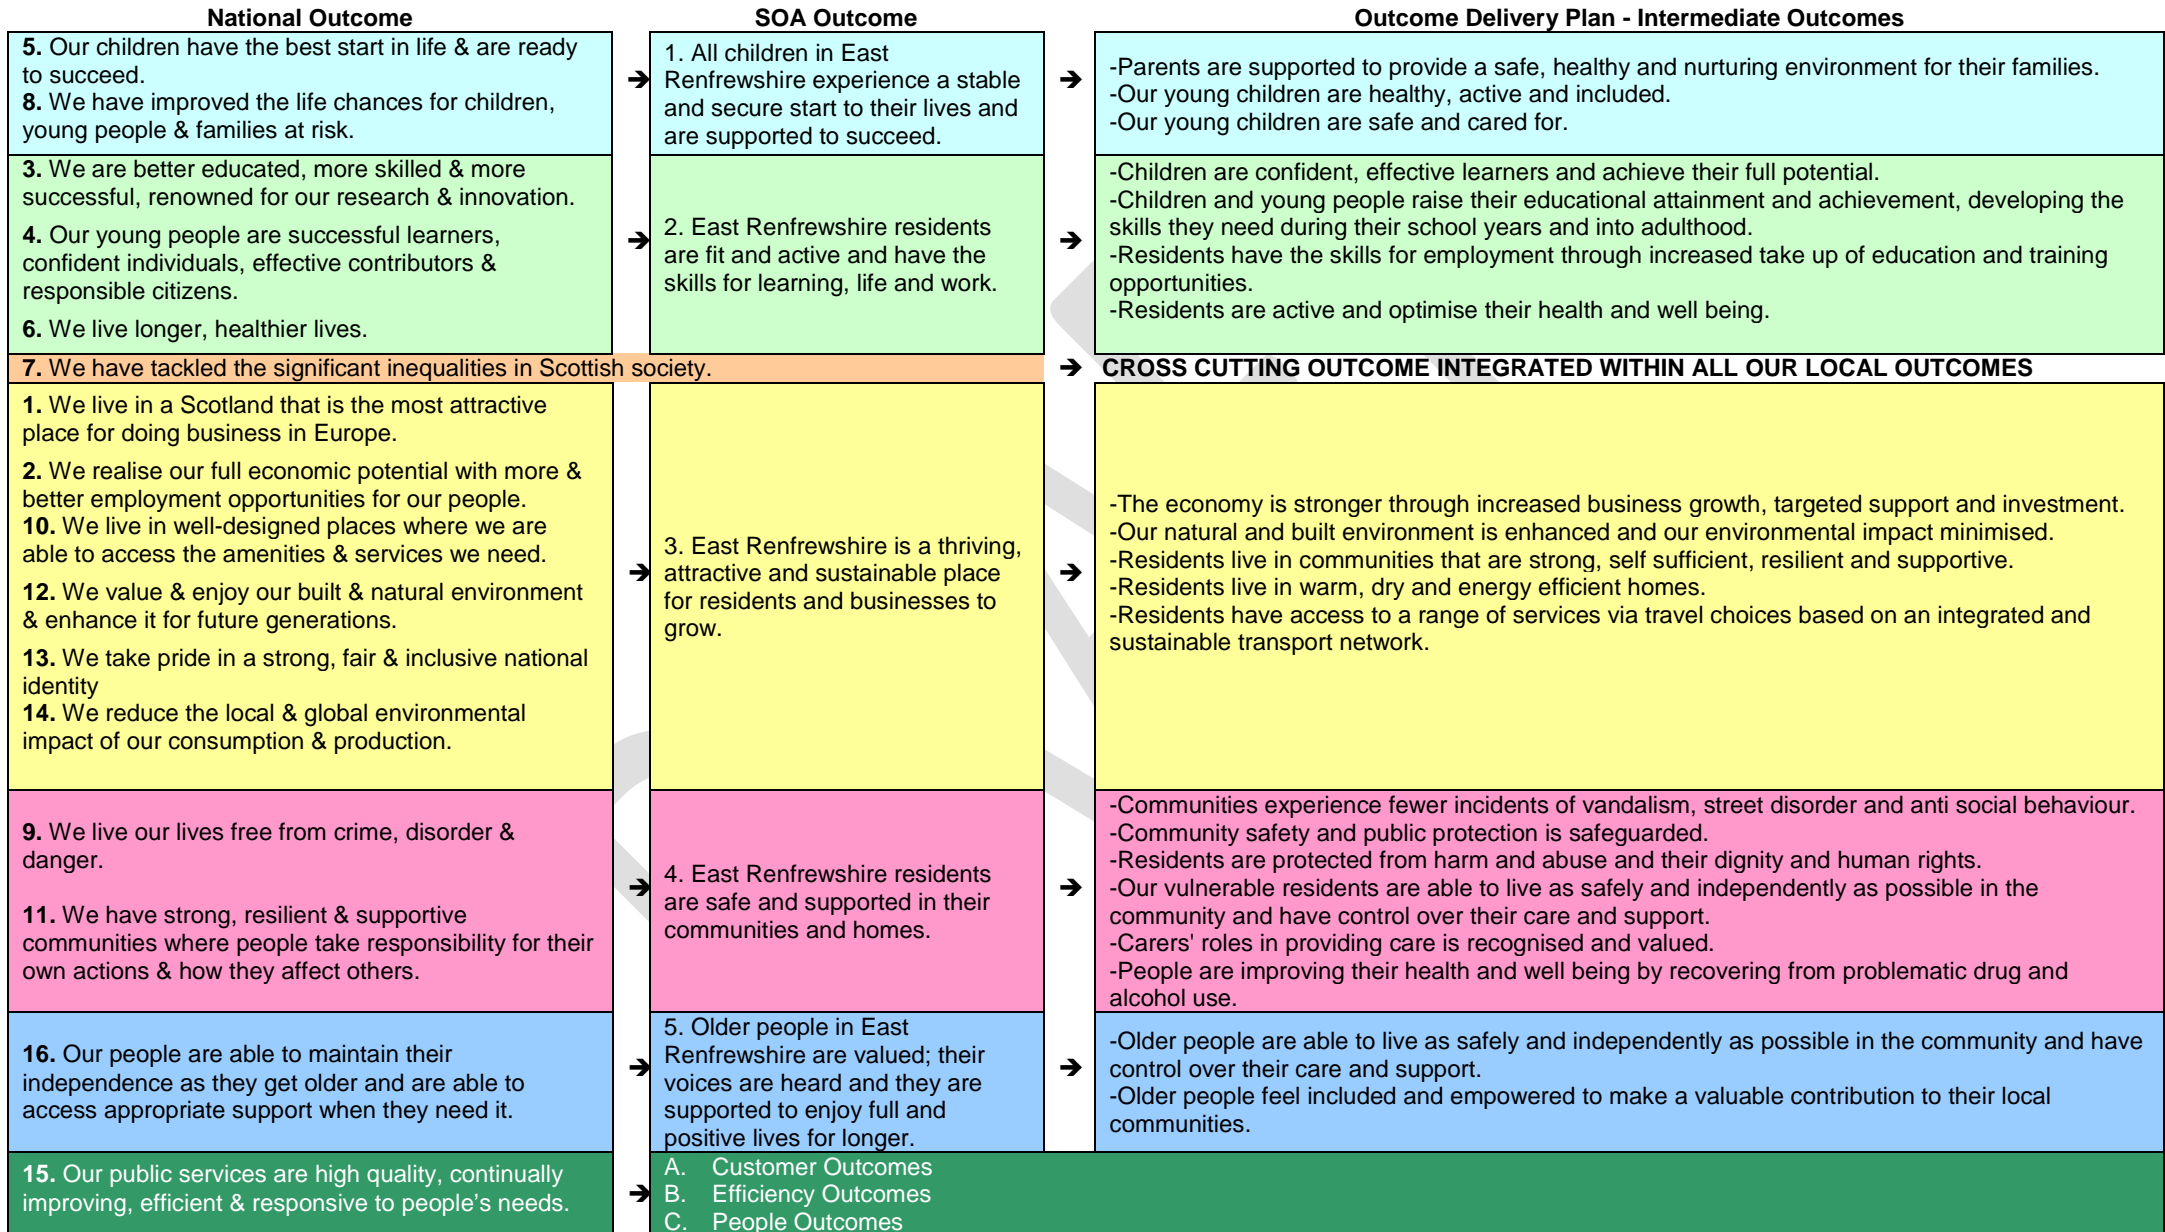 National Outcome
SOA Outcome
Outcome Delivery Plan - Intermediate Outcomes
5. Our children have the best start in life & are ready
to succeed.
8. We have improved the life chances for children,
young people & families at risk.
➔
1. All children in East
Renfrewshire experience a stable
and secure start to their lives and
are supported to succeed.
➔
-Parents are supported to provide a safe, healthy and nurturing environment for their families.
-Our young children are healthy, active and included.
-Our young children are safe and cared for.
3. We are better educated, more skilled & more
successful, renowned for our research & innovation.
4. Our young people are successful learners,
confident individuals, effective contributors &
responsible citizens.
6. We live longer, healthier lives.
➔
2. East Renfrewshire residents
are fit and active and have the
skills for learning, life and work.
➔
-Children are confident, effective learners and achieve their full potential.
-Children and young people raise their educational attainment and achievement, developing the
skills they need during their school years and into adulthood.
-Residents have the skills for employment through increased take up of education and training
opportunities.
-Residents are active and optimise their health and well being.
7. We have tackled the significant inequalities in Scottish society.
➔ CROSS CUTTING OUTCOME INTEGRATED WITHIN ALL OUR LOCAL OUTCOMES
1. We live in a Scotland that is the most attractive
place for doing business in Europe.
2. We realise our full economic potential with more &
better employment opportunities for our people.
10. We live in well-designed places where we are
able to access the amenities & services we need.
12. We value & enjoy our built & natural environment
& enhance it for future generations.
13. We take pride in a strong, fair & inclusive national
identity
14. We reduce the local & global environmental
impact of our consumption & production.
➔
3. East Renfrewshire is a thriving,
attractive and sustainable place
for residents and businesses to
grow.
➔
-The economy is stronger through increased business growth, targeted support and investment.
-Our natural and built environment is enhanced and our environmental impact minimised.
-Residents live in communities that are strong, self sufficient, resilient and supportive.
-Residents live in warm, dry and energy efficient homes.
-Residents have access to a range of services via travel choices based on an integrated and
sustainable transport network.
9. We live our lives free from crime, disorder &
danger.
11. We have strong, resilient & supportive
communities where people take responsibility for their
own actions & how they affect others.
➔
4. East Renfrewshire residents
are safe and supported in their
communities and homes.
➔
-Communities experience fewer incidents of vandalism, street disorder and anti social behaviour.
-Community safety and public protection is safeguarded.
-Residents are protected from harm and abuse and their dignity and human rights.
-Our vulnerable residents are able to live as safely and independently as possible in the
community and have control over their care and support.
-Carers' roles in providing care is recognised and valued.
-People are improving their health and well being by recovering from problematic drug and
alcohol use.
16. Our people are able to maintain their
independence as they get older and are able to
access appropriate support when they need it.
➔
5. Older people in East
Renfrewshire are valued; their
voices are heard and they are
supported to enjoy full and
positive lives for longer.
➔
-Older people are able to live as safely and independently as possible in the community and have
control over their care and support.
-Older people feel included and empowered to make a valuable contribution to their local
communities.
15. Our public services are high quality, continually
improving, efficient & responsive to people’s needs.
➔
A. Customer Outcomes
B. Efficiency Outcomes
C. People Outcomes